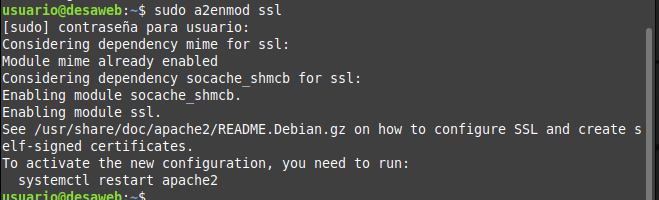 usuario@desaweb:~$ sudo a2enmod ssl
[sudo] contraseña para usuario:
Considering dependency mime for ssl:
Module mime already enabled
Considering dependency socache_shmcb for ssl:
Enabling module socache_shmcb.
Enabling module ssl.
See /usr/share/doc/apache2/README.Debian.gz on how to configure SSL and create s
elf-signed certificates.
To activate the new configuration, you need to run:
  systemctl restart apache2
usuario@desaweb:~$